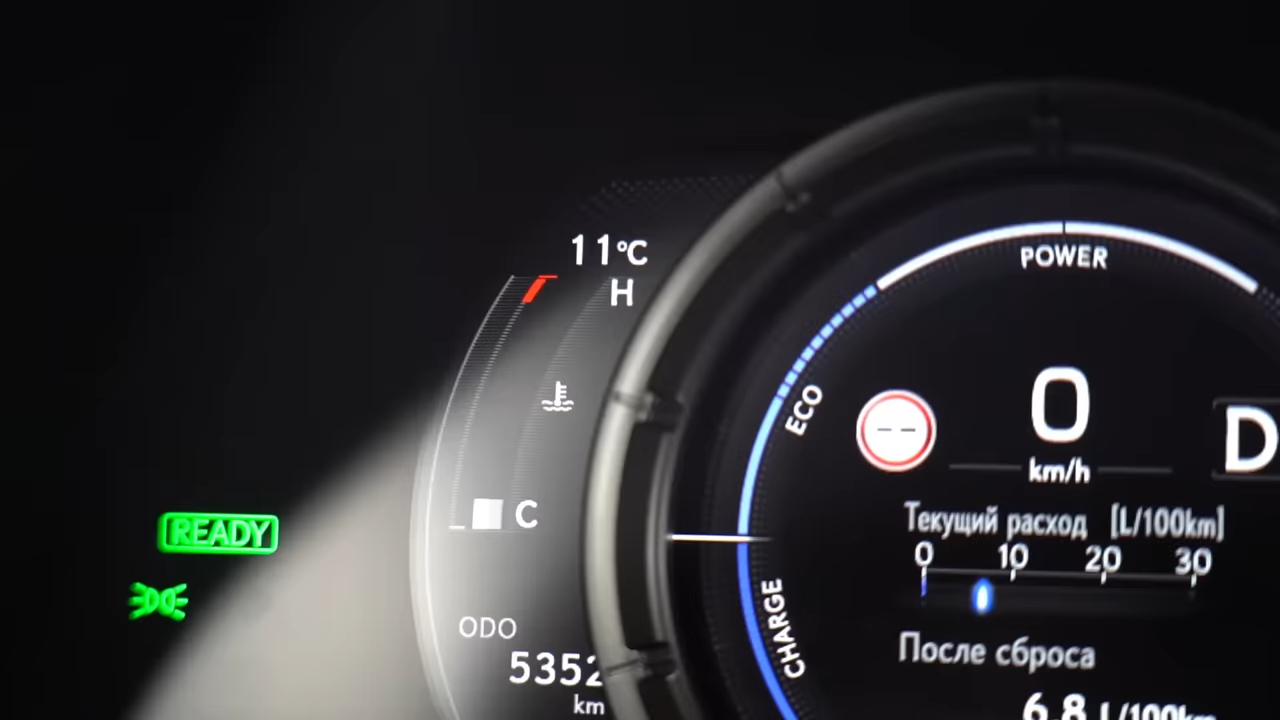 11°C
H
POWER
ECO
-- 
0
D
km/h
C
READY
Текущий расход [L/100km]
0 10 20 30
CHARGE
ODO
5352
km
После сброса
6.8 L/100km